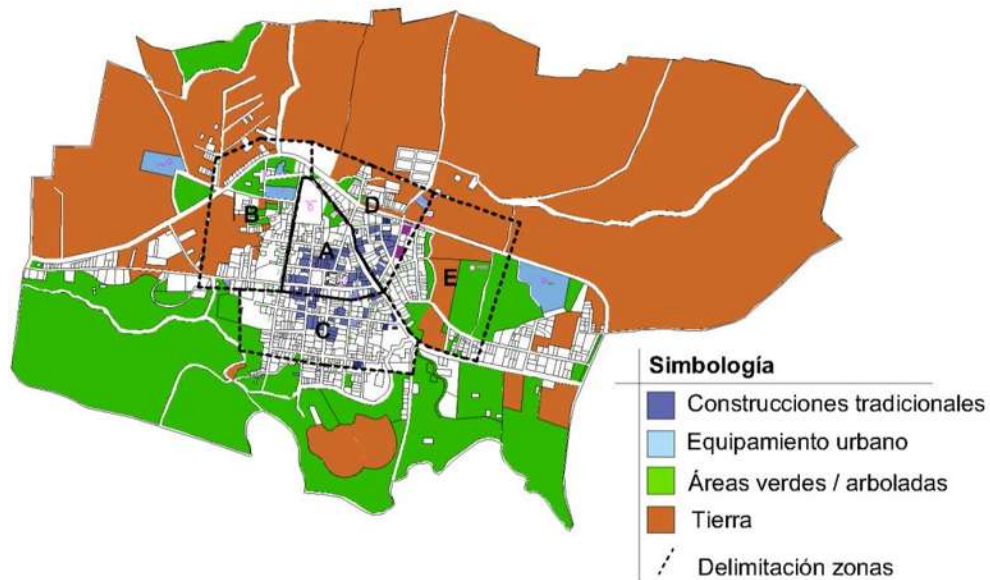 B
D
A
E
C
Simbología
Construcciones tradicionales
Equipamiento urbano
Áreas verdes / arboladas
Tierra
Delimitación zonas